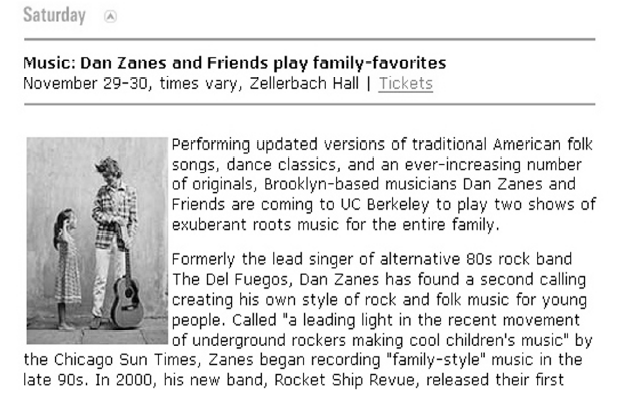 Saturday
Music: Dan Zanes and Friends play family-favorites
November 29-30, times vary, Zellerbach Hall | Tickets
Performing updated versions of traditional American folk
songs, dance classics, and an ever-increasing number
of originals, Brooklyn-based musicians Dan Zanes and
Friends are coming to UC Berkeley to play two shows of
exuberant roots music for the entire family.
Formerly the lead singer of alternative 80s rock band
The Del Fuegos, Dan Zanes has found a second calling
creating his own style of rock and folk music for young
people. Called "a leading light in the recent movement
of underground rockers making cool children's music" by
the Chicago Sun Times, Zanes began recording "family-style" music in the
late 90s. In 2000, his new band, Rocket Ship Revue, released their first